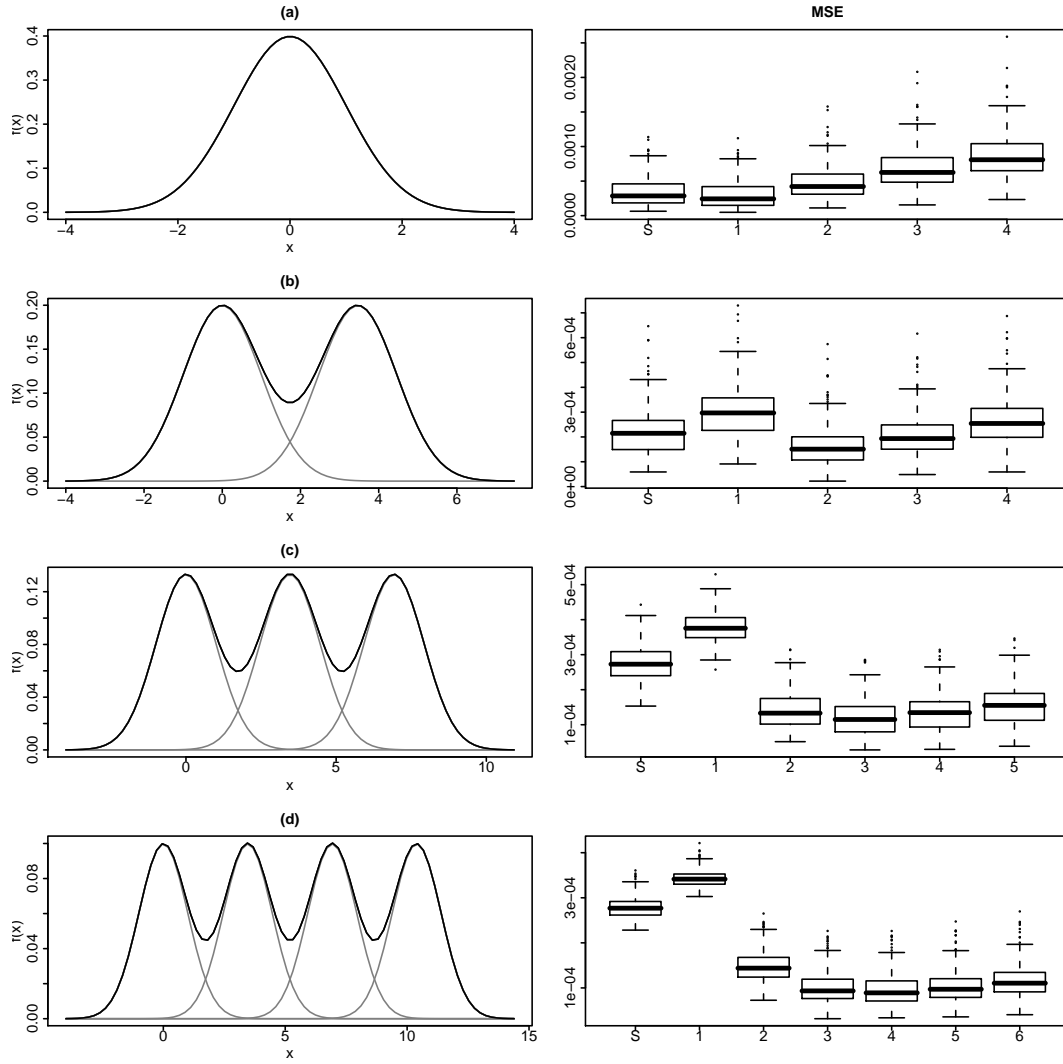 (a)
MSE
f(x)
0.0 0.1 0.2 0.3 0.4
−4 −2 0 2 4
x
0.0000 0.0010 0.0020
S 1 2 3 4
(b)
f(x)
0.00 0.05 0.10 0.15 0.20
−4 −2 0 2 4 6
x
0e+00 3e−04 6e−04
S 1 2 3 4
(c)
f(x)
0.00 0.04 0.08 0.12
0 5 10
x
1e−04 3e−04 5e−04
S 1 2 3 4 5
(d)
f(x)
0.00 0.04 0.08
0 5 10 15
x
1e−04 3e−04
S 1 2 3 4 5 6